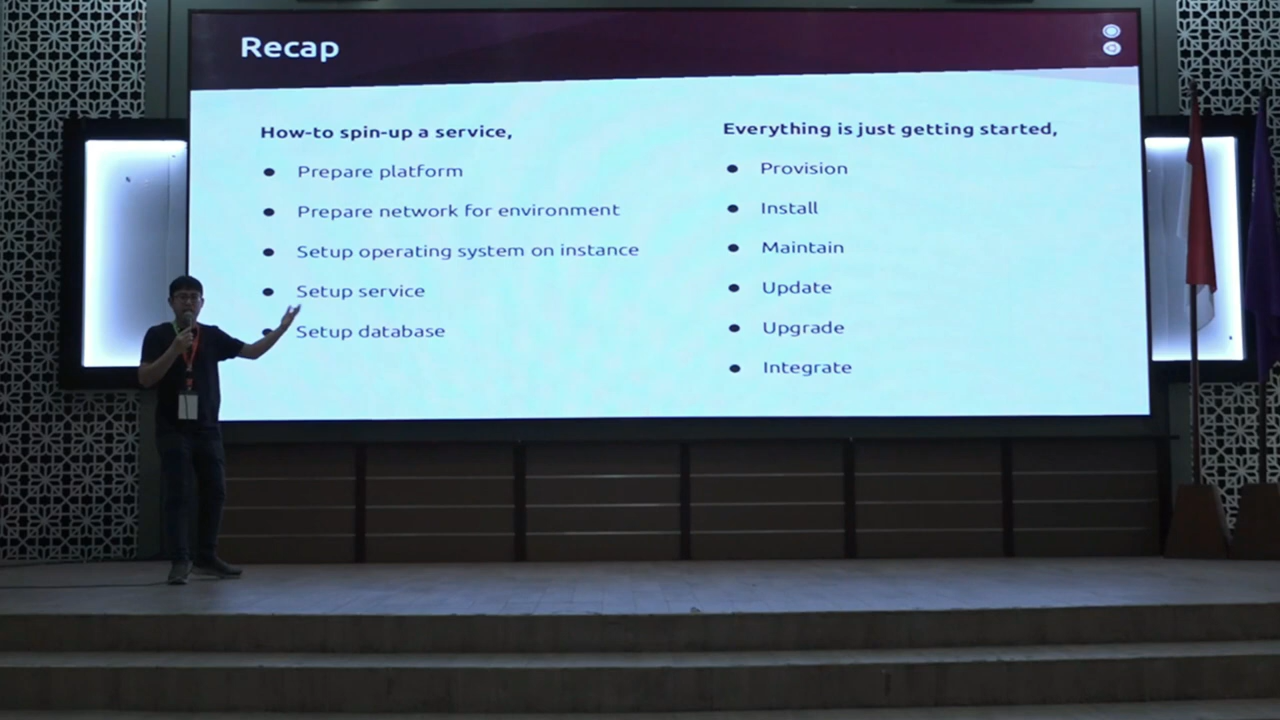 Recap
How-to spin-up a service,
● Prepare platform
● Prepare network for environment
● Setup operating system on instance
● Setup service
● Setup database
Everything is just getting started,
● Provision
● Install
● Maintain
● Update
● Upgrade
● Integrate